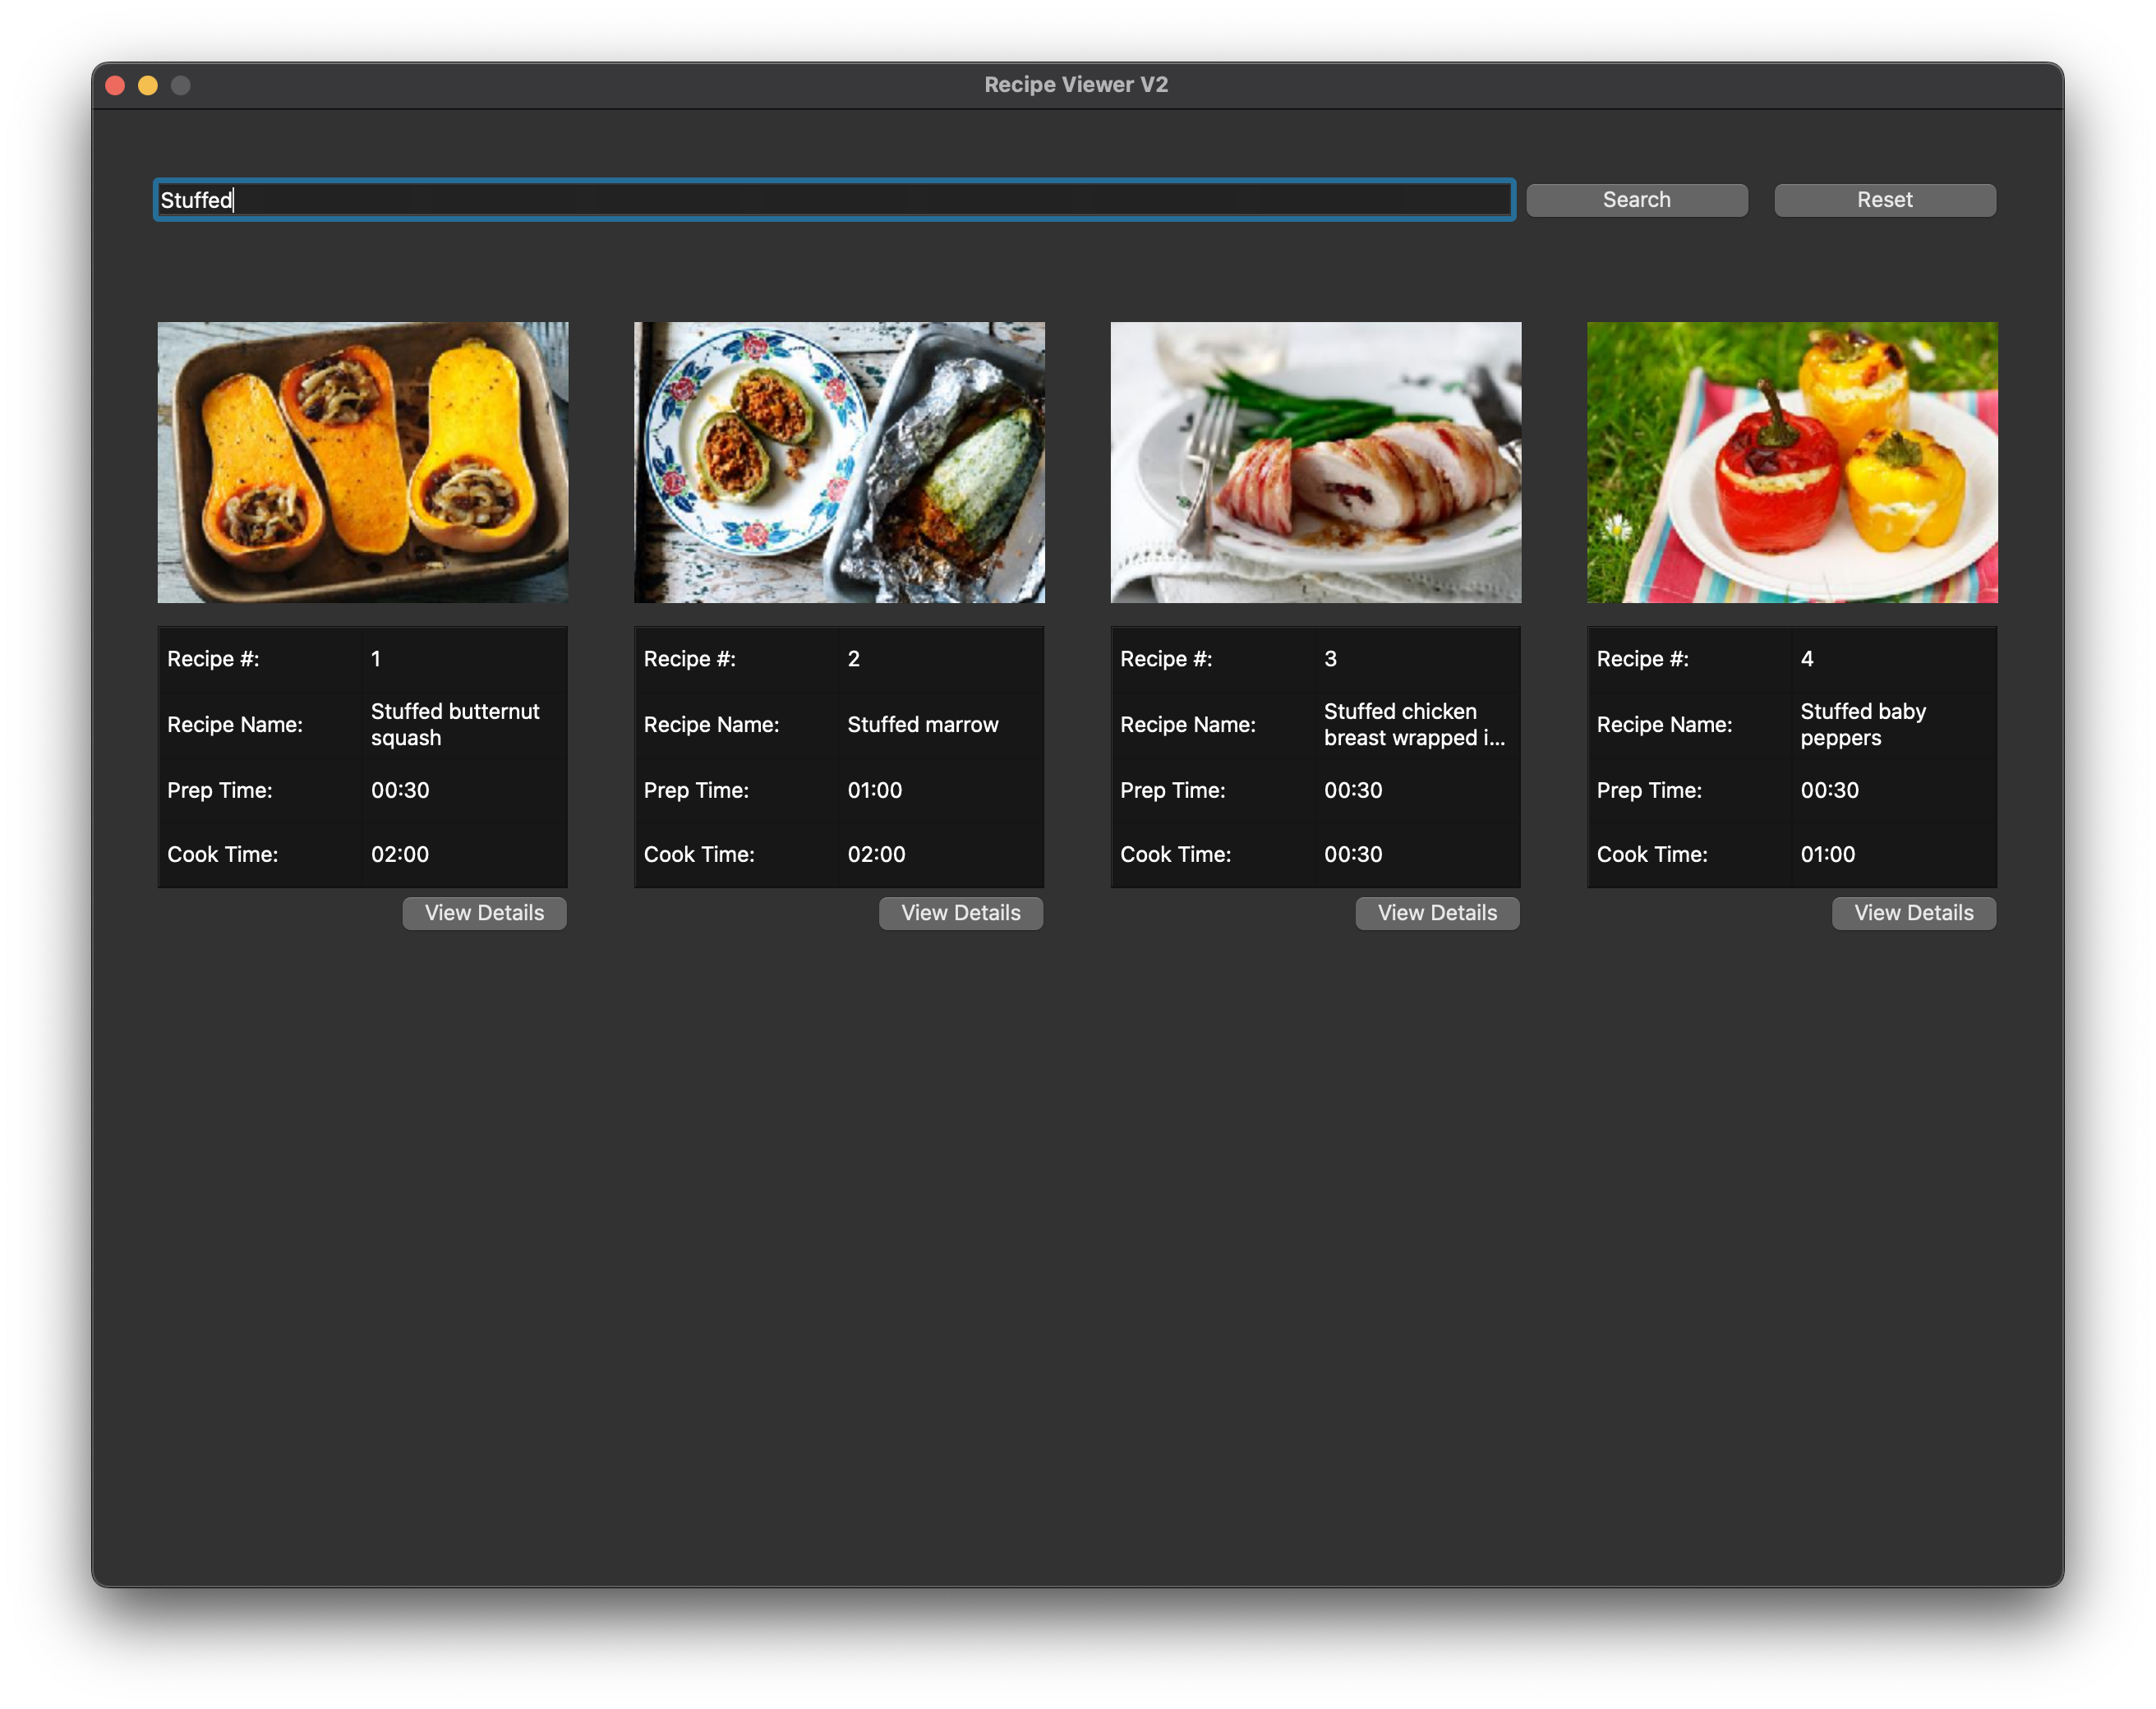 Recipe Viewer V2
Stuffed
Search
Reset
Recipe #: 1
Recipe Name: Stuffed butternut
squash
Prep Time: 00:30
Cook Time: 02:00
View Details
Recipe #: 2
Recipe Name: Stuffed marrow
Prep Time: 01:00
Cook Time: 02:00
View Details
Recipe #: 3
Recipe Name: Stuffed chicken
breast wrapped i...
Prep Time: 00:30
Cook Time: 00:30
View Details
Recipe #: 4
Recipe Name: Stuffed baby
peppers
Prep Time: 00:30
Cook Time: 01:00
View Details